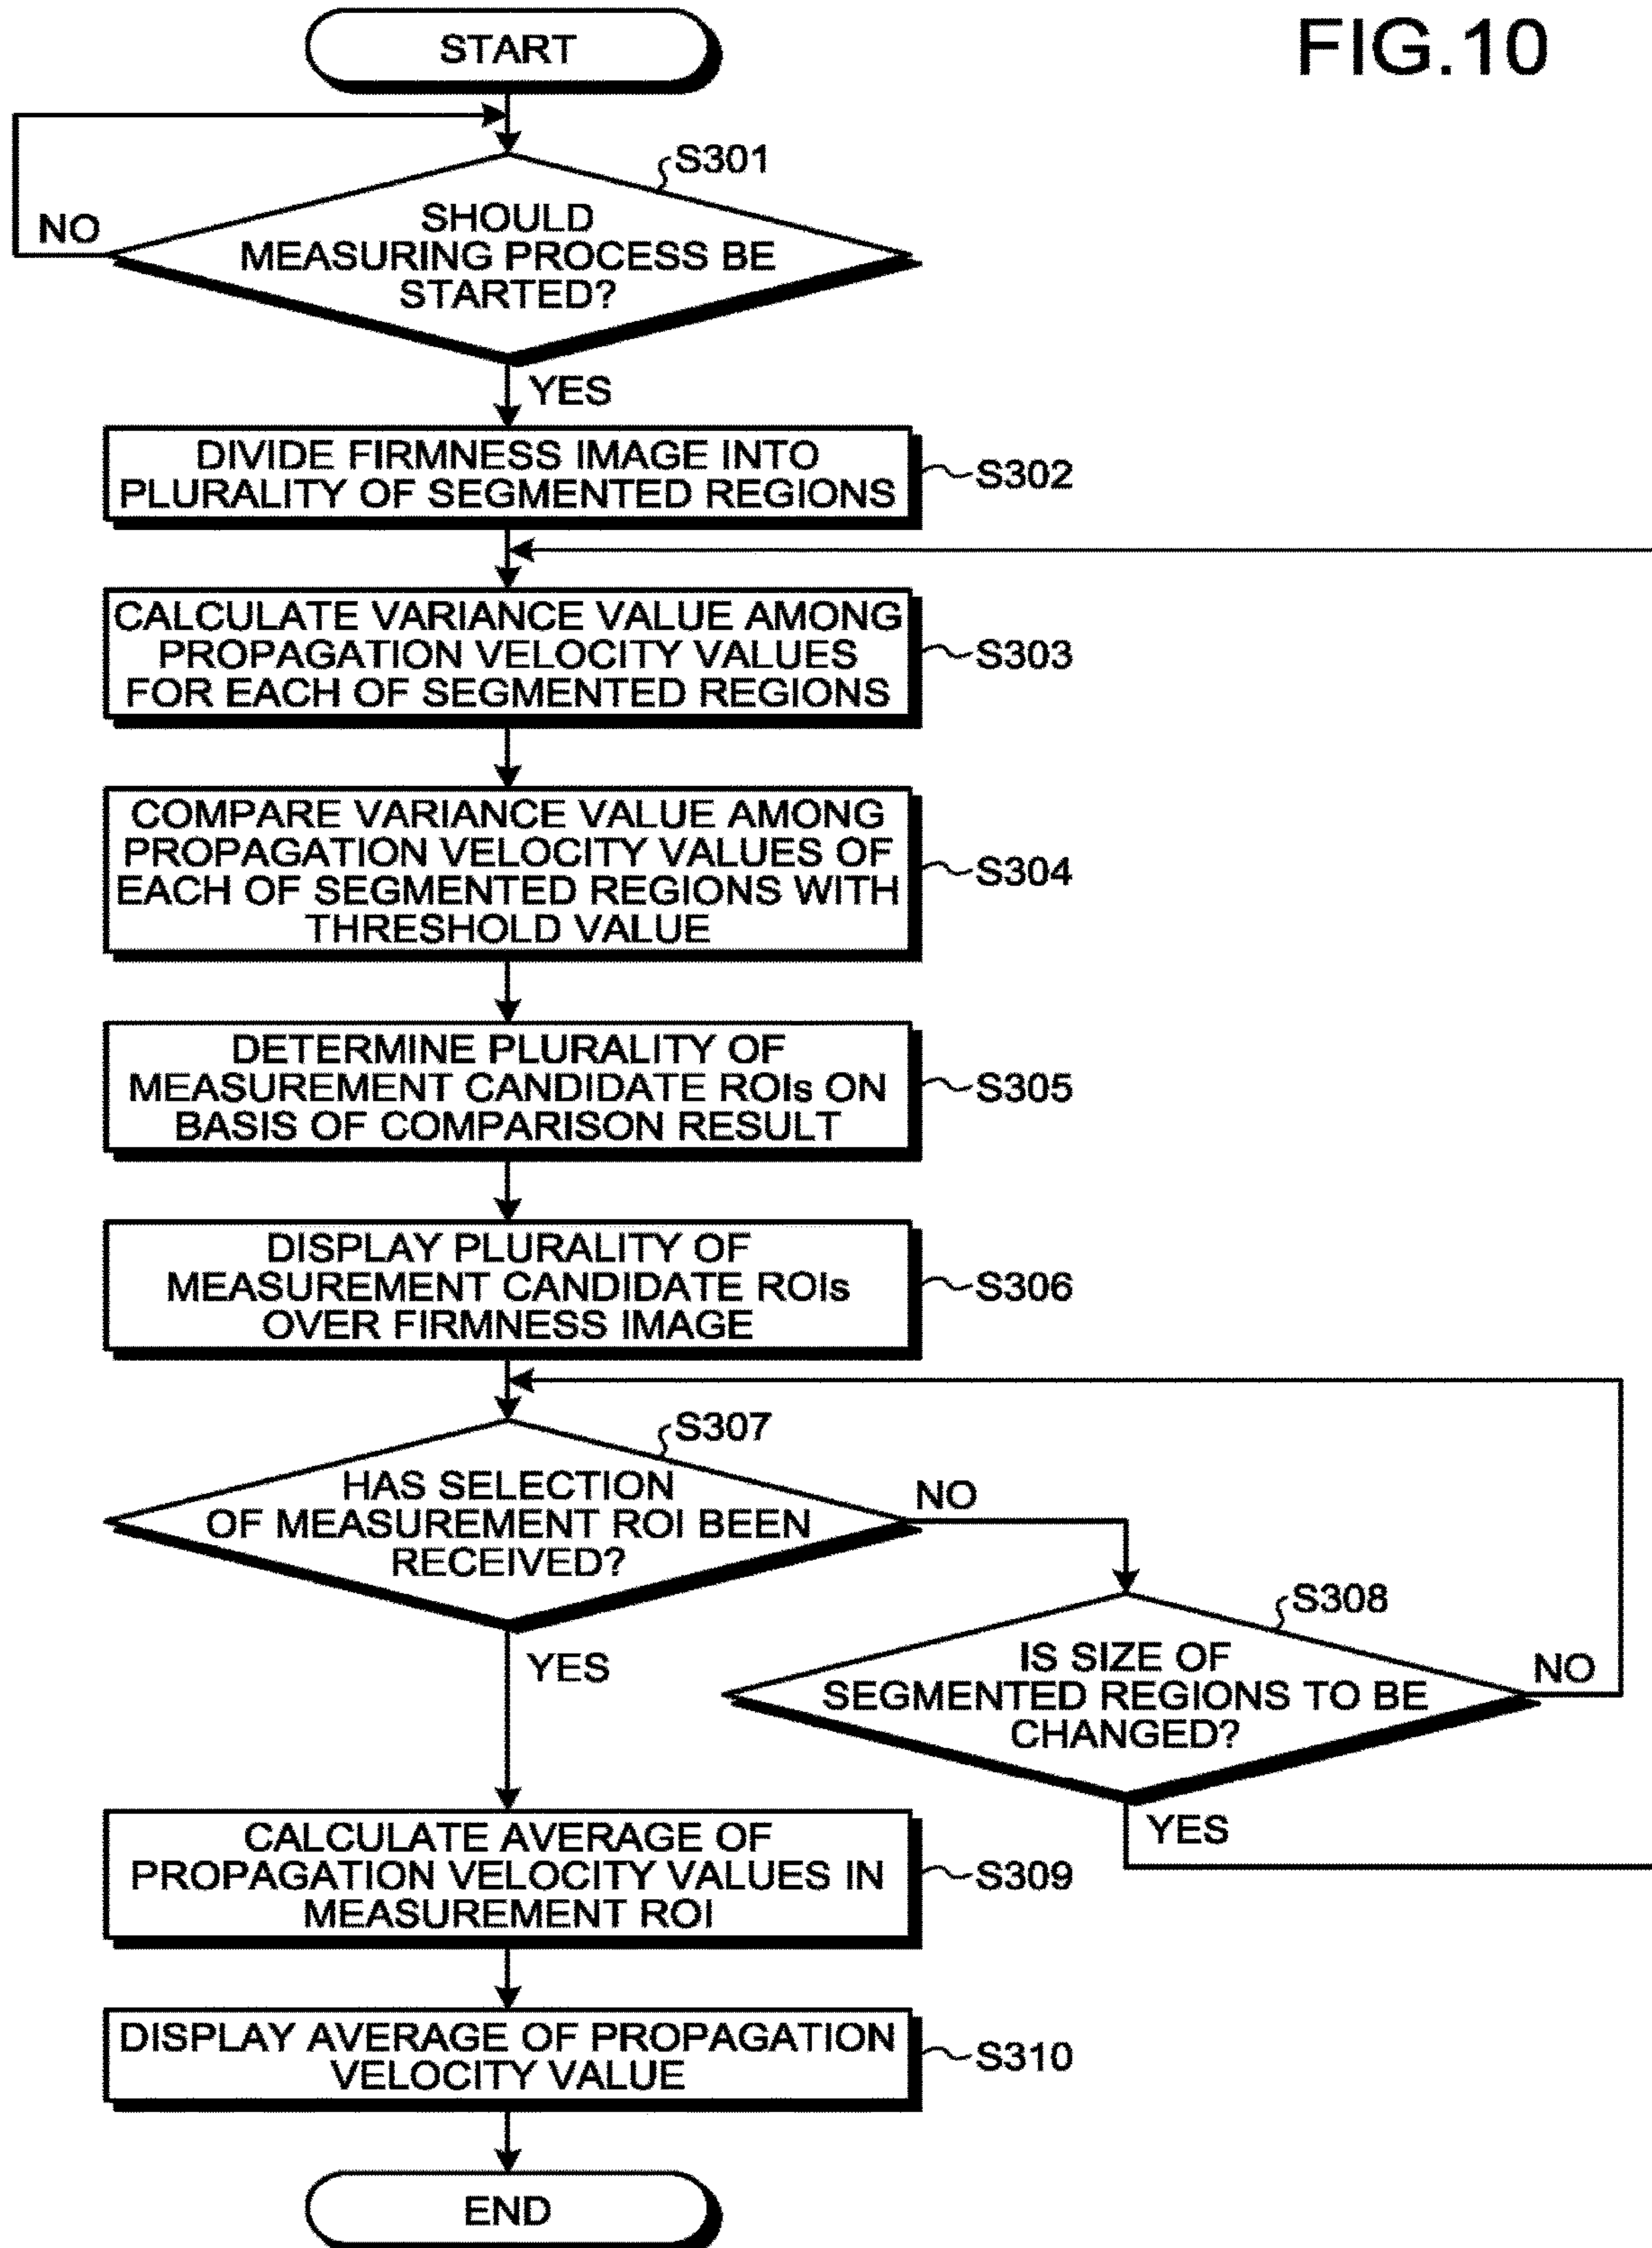 FIG.10
START
S301
NO
SHOULD
MEASURING PROCESS BE
STARTED?
YES
DIVIDE FIRMNESS IMAGE INTO
PLURALITY OF SEGMENTED REGIONS
S302
CALCULATE VARIANCE VALUE AMONG
PROPAGATION VELOCITY VALUES
FOR EACH OF SEGMENTED REGIONS
S303
COMPARE VARIANCE VALUE AMONG
PROPAGATION VELOCITY VALUES OF
EACH OF SEGMENTED REGIONS WITH
THRESHOLD VALUE
S304
DETERMINE PLURALITY OF
MEASUREMENT CANDIDATE ROIs ON
BASIS OF COMPARISON RESULT
S305
DISPLAY PLURALITY OF
MEASUREMENT CANDIDATE ROIs
OVER FIRMNESS IMAGE
S306
S307
HAS SELECTION
OF MEASUREMENT ROI BEEN
RECEIVED?
NO
YES
S308
IS SIZE OF
SEGMENTED REGIONS TO BE
CHANGED?
NO
YES
CALCULATE AVERAGE OF
PROPAGATION VELOCITY VALUES IN
MEASUREMENT ROI
S309
DISPLAY AVERAGE OF PROPAGATION
VELOCITY VALUE
S310
END